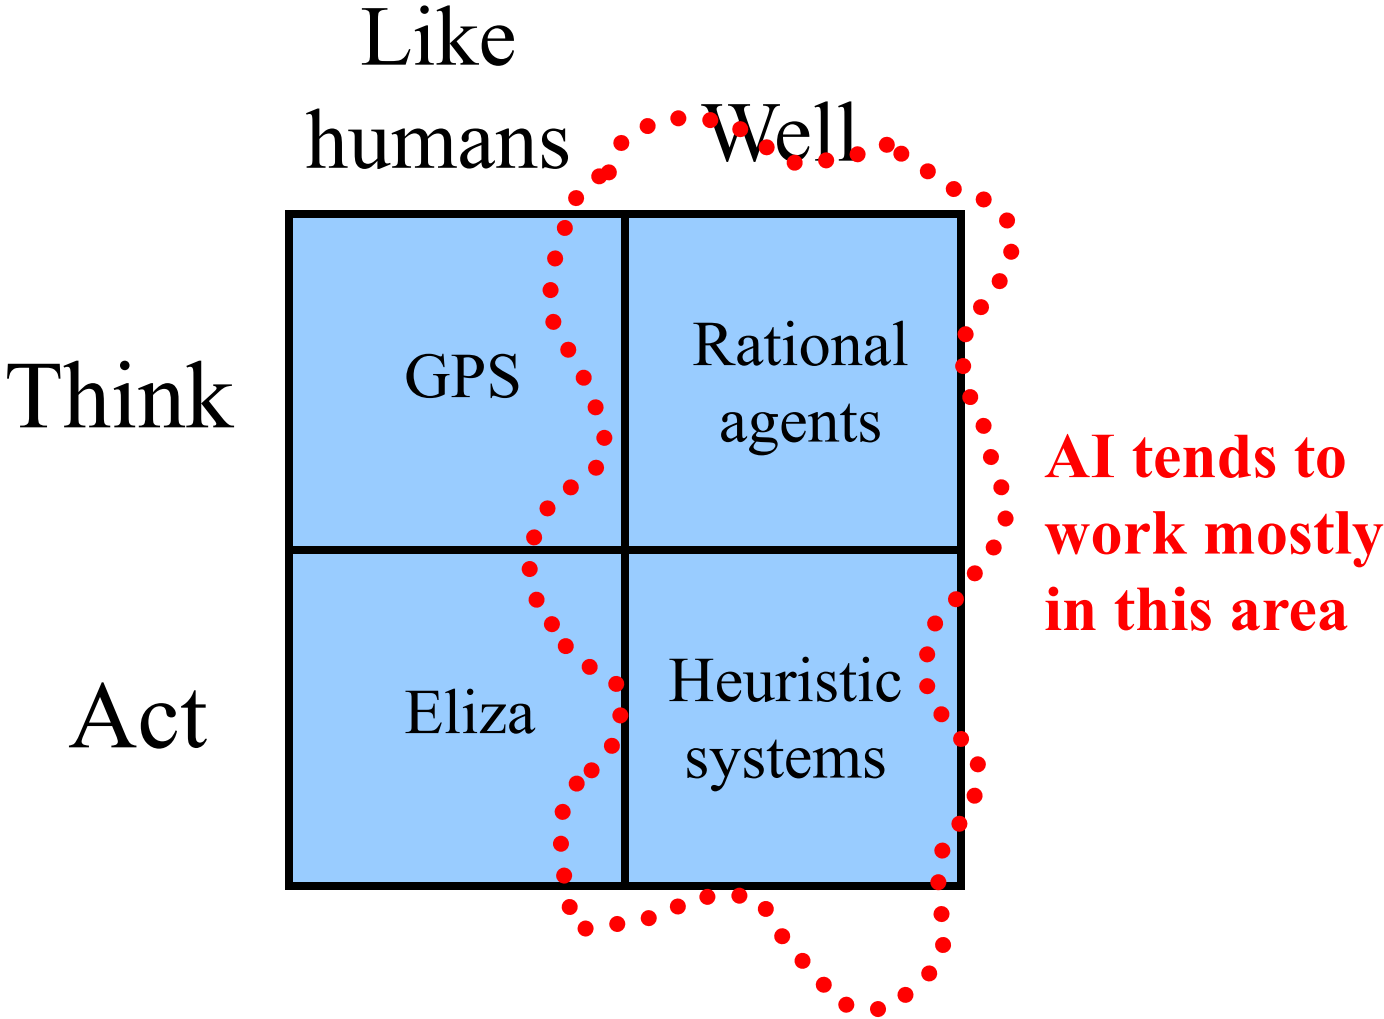 Like
humans
Well
Think
GPS
Rational
agents
AI tends to
work mostly
in this area
Act
Eliza
Heuristic
systems